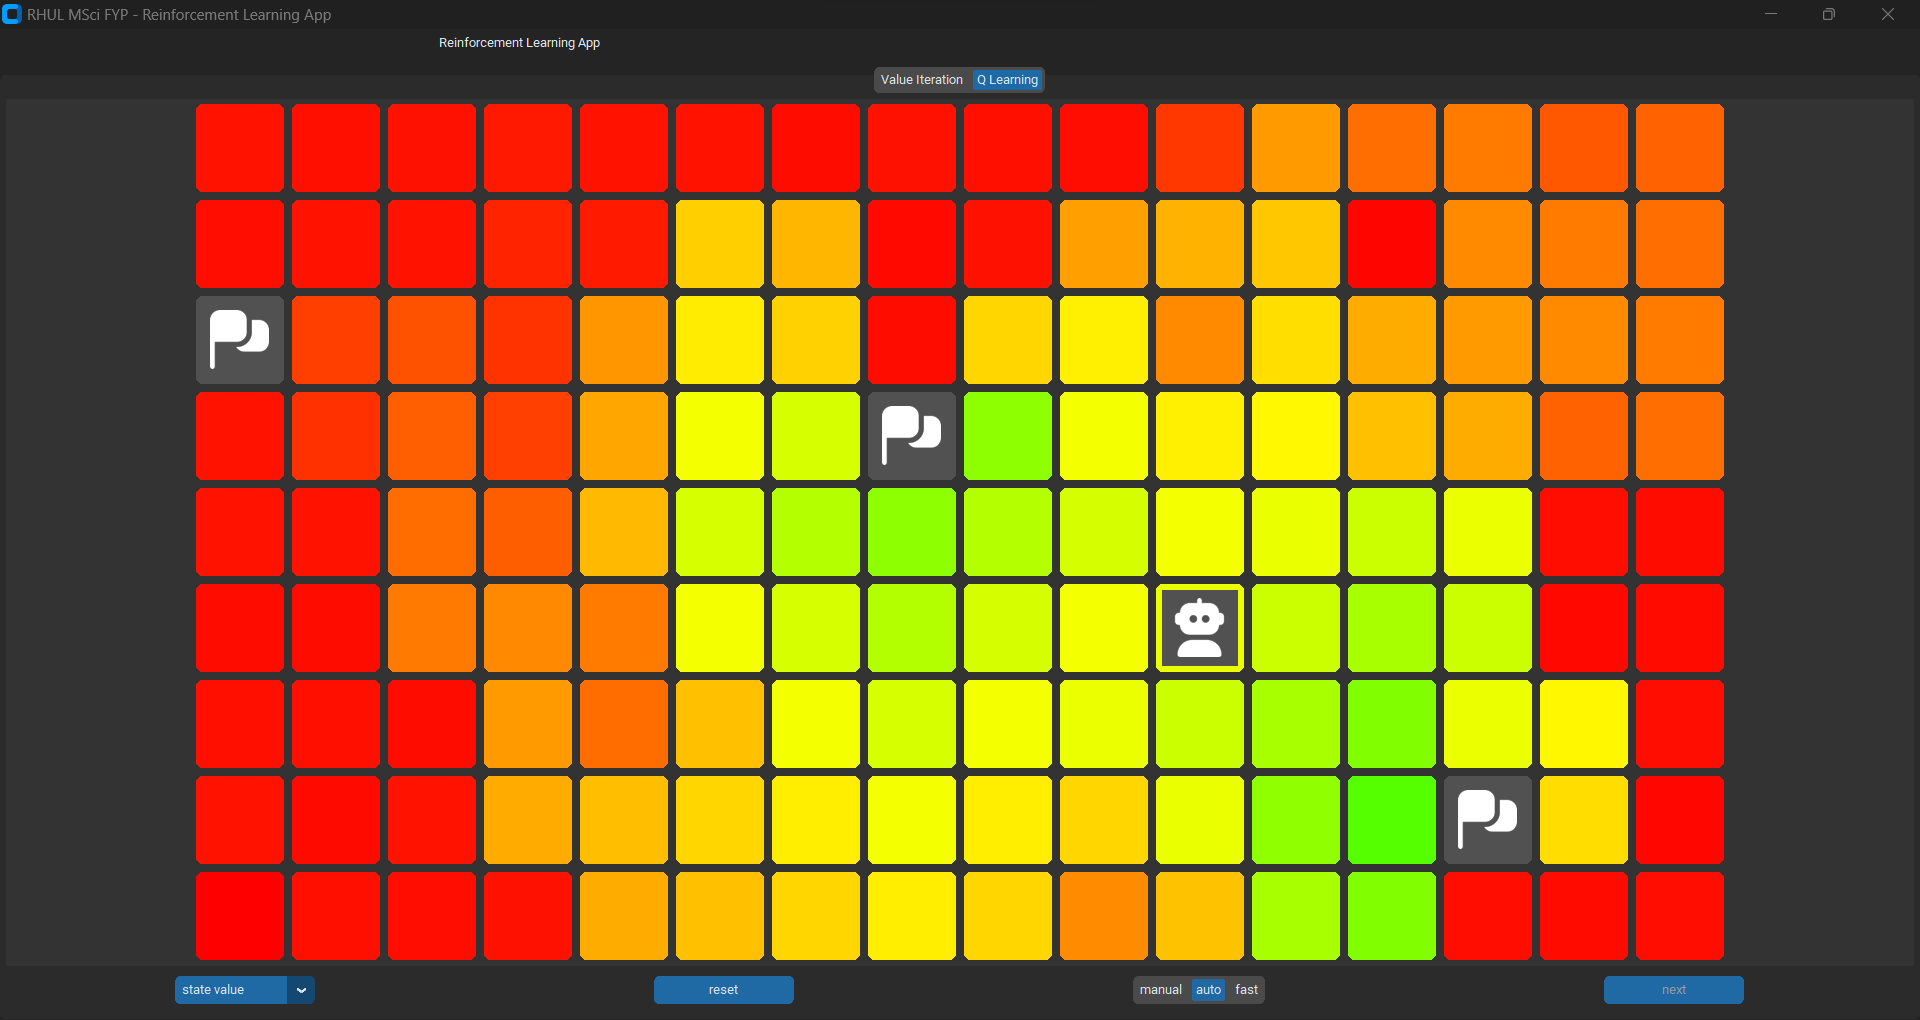 RHUL MSci FYP - Reinforcement Learning App
Reinforcement Learning App
Value Iteration Q Learning
state value
reset
manual auto fast
next